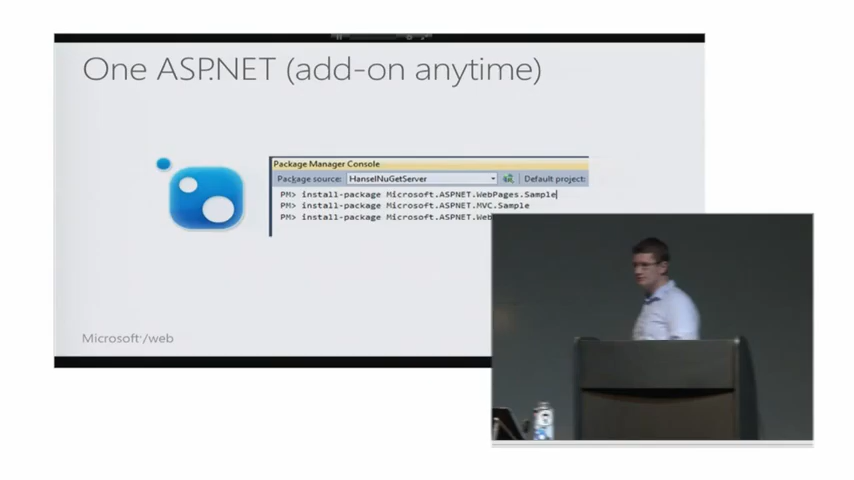 One ASP.NET (add-on anytime)
Package Manager Console
Package source: HanselNuGetServer Default project:
PM> install-package Microsoft.ASPNET.WebPages.Sample
PM> install-package Microsoft.ASPNET.MVC.Sample
PM> install-package Microsoft.ASPNET.Web
Microsoft/web